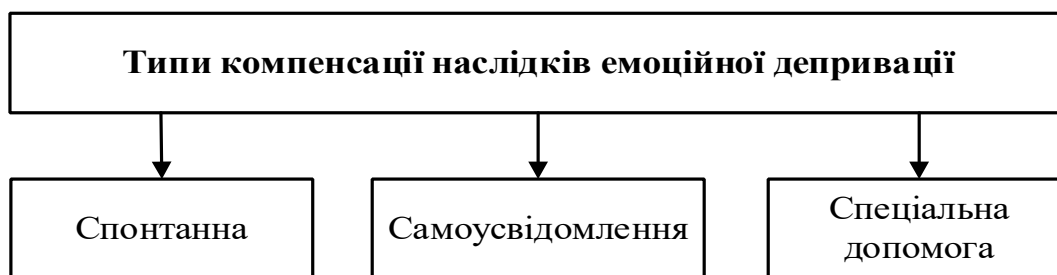 Типи компенсації наслідків емоційної депривації
Спонтанна
Самоусвідомлення
Спеціальна
допомога